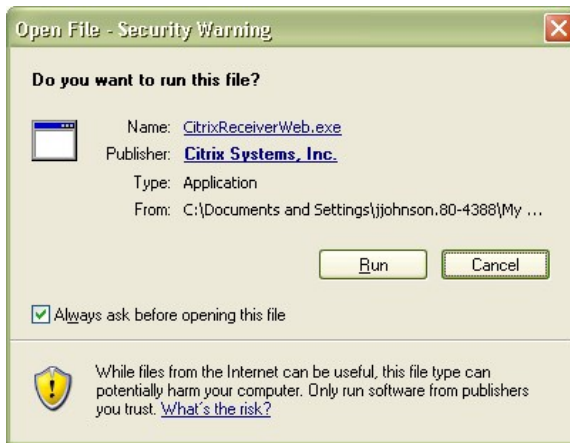 Open File - Security Warning
Do you want to run this file?
Name: CitrixReceiverWeb.exe
Publisher: Citrix Systems, Inc.
Type: Application
From: C:\Documents and Settings\jjohnson.80-4388\My ...
Run Cancel
Always ask before opening this file
While files from the Internet can be useful, this file type can
potentially harm your computer. Only run software from publishers
you trust. What's the risk?